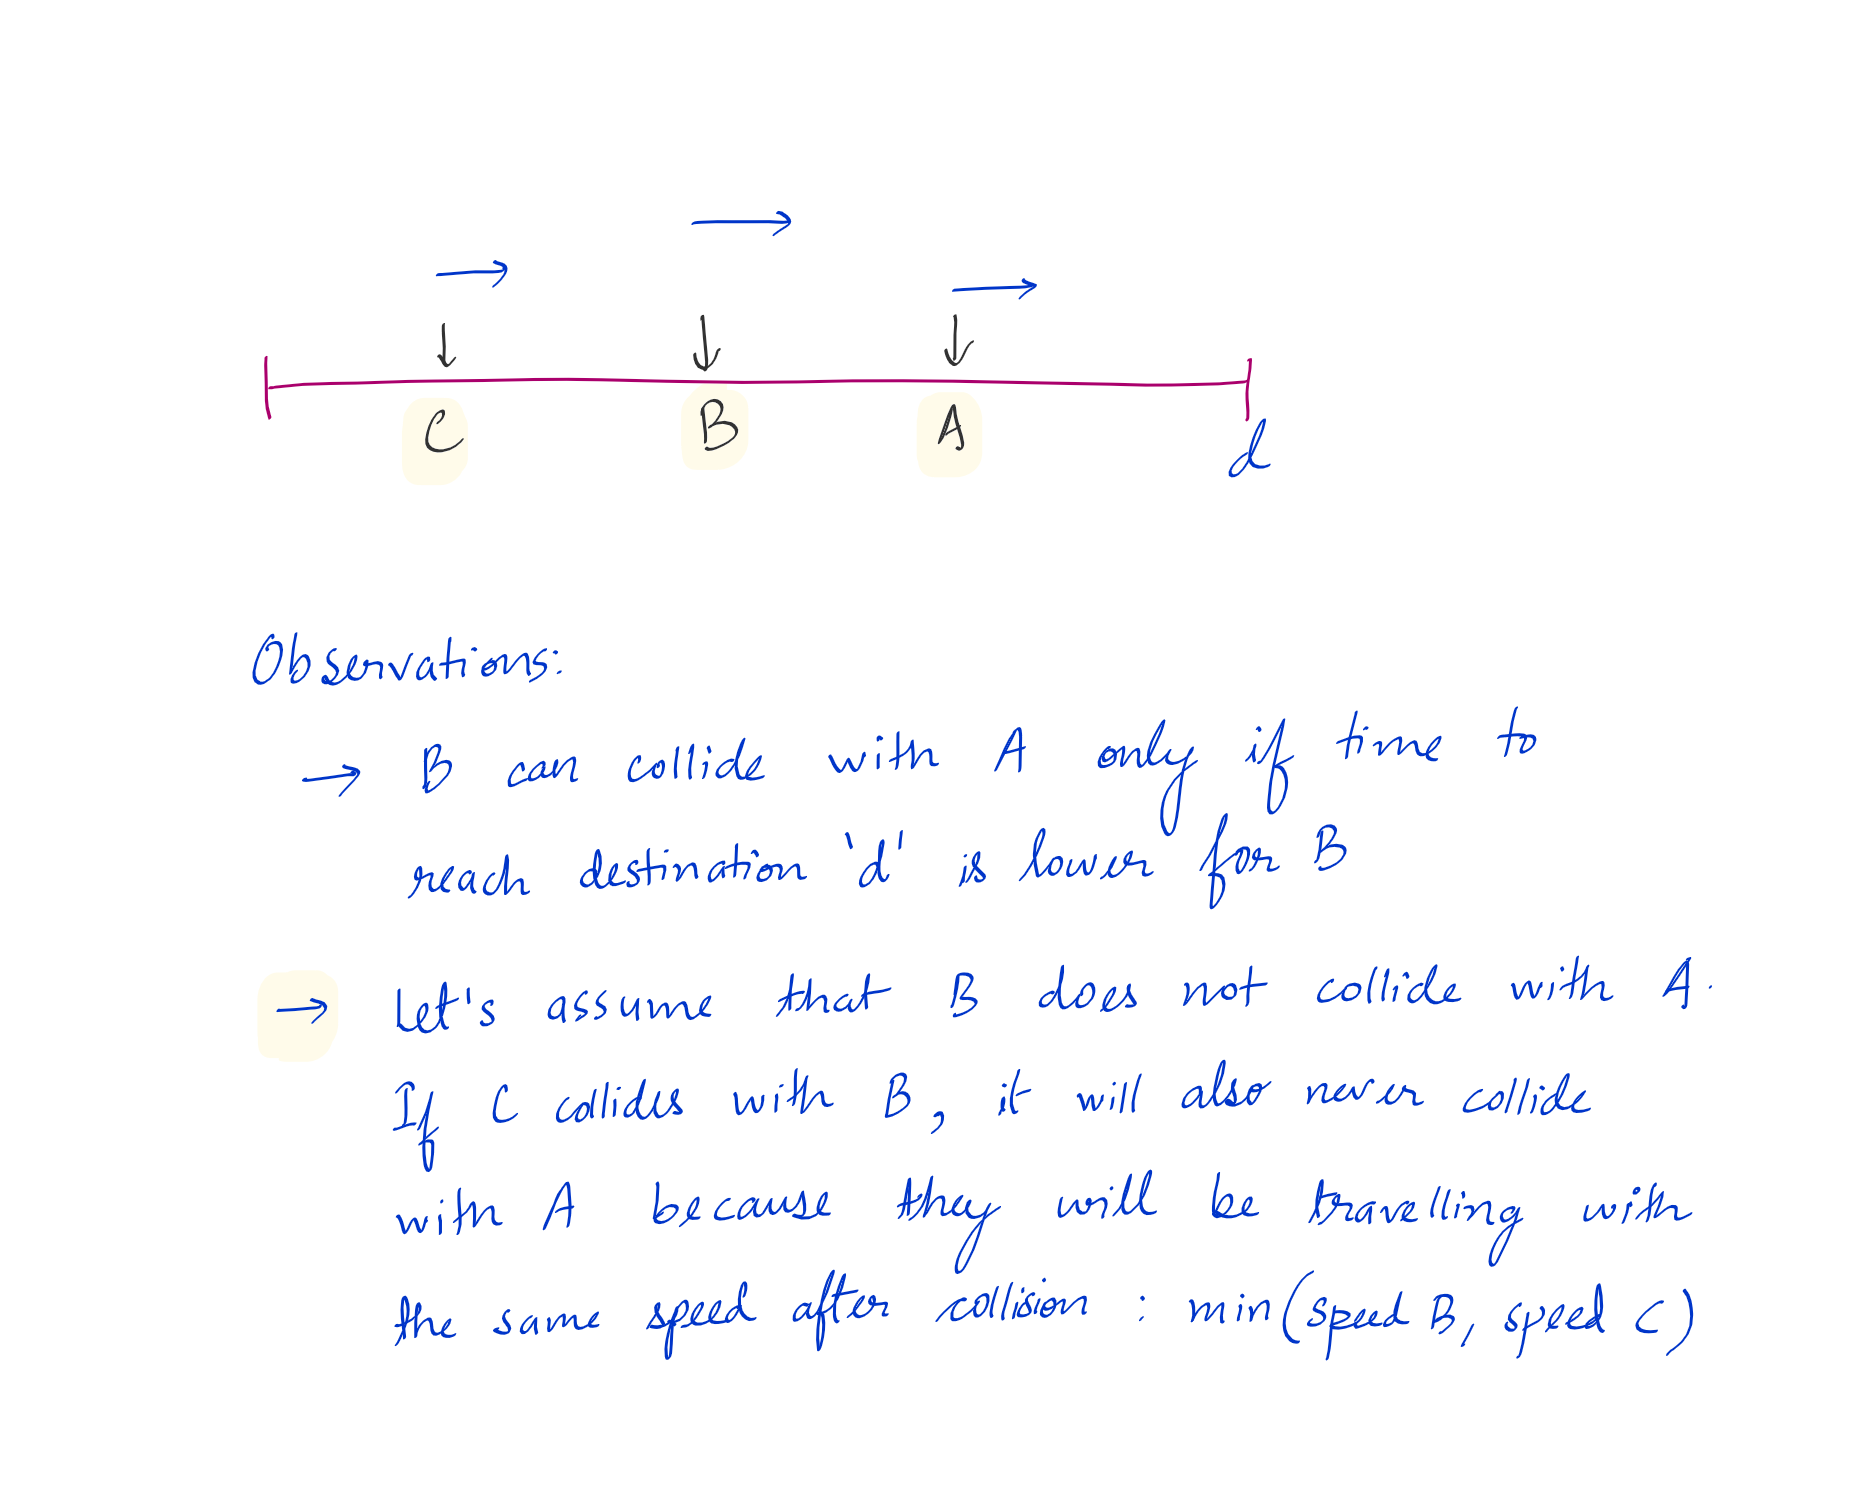 C B A
d
Observations:
→ B can collide with A only if time to
reach destination 'd' is lower for B
→ Let's assume that B does not collide with A.
If C collides with B, it will also never collide
with A because they will be travelling with
the same speed after collision : min(speed B, speed C)